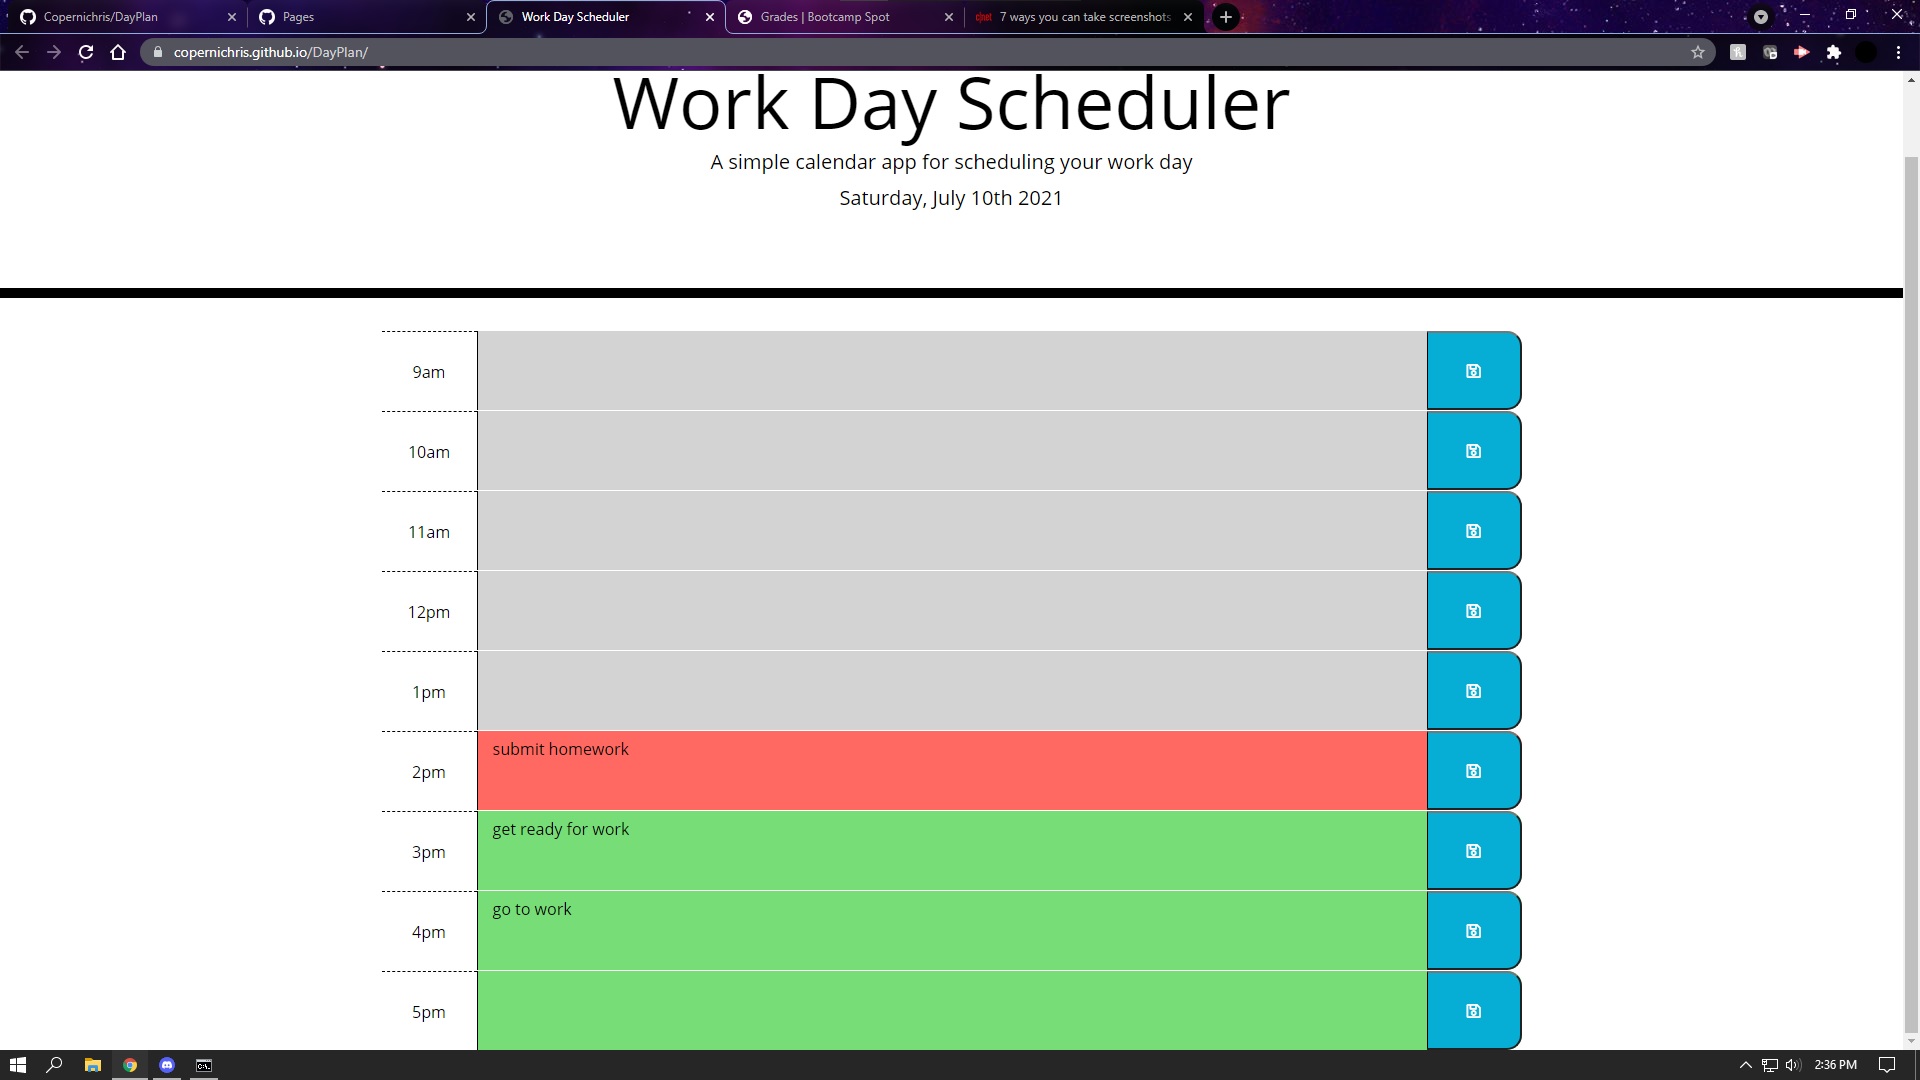 Copernichris/DayPlan
Pages
Work Day Scheduler
Grades | Bootcamp Spot
7 ways you can take screenshots
copernichris.github.io/DayPlan/
Work Day Scheduler
A simple calendar app for scheduling your work day
Saturday, July 10th 2021
9am
10am
11am
12pm
1pm
2pm submit homework
3pm get ready for work
4pm go to work
5pm
2:36 PM